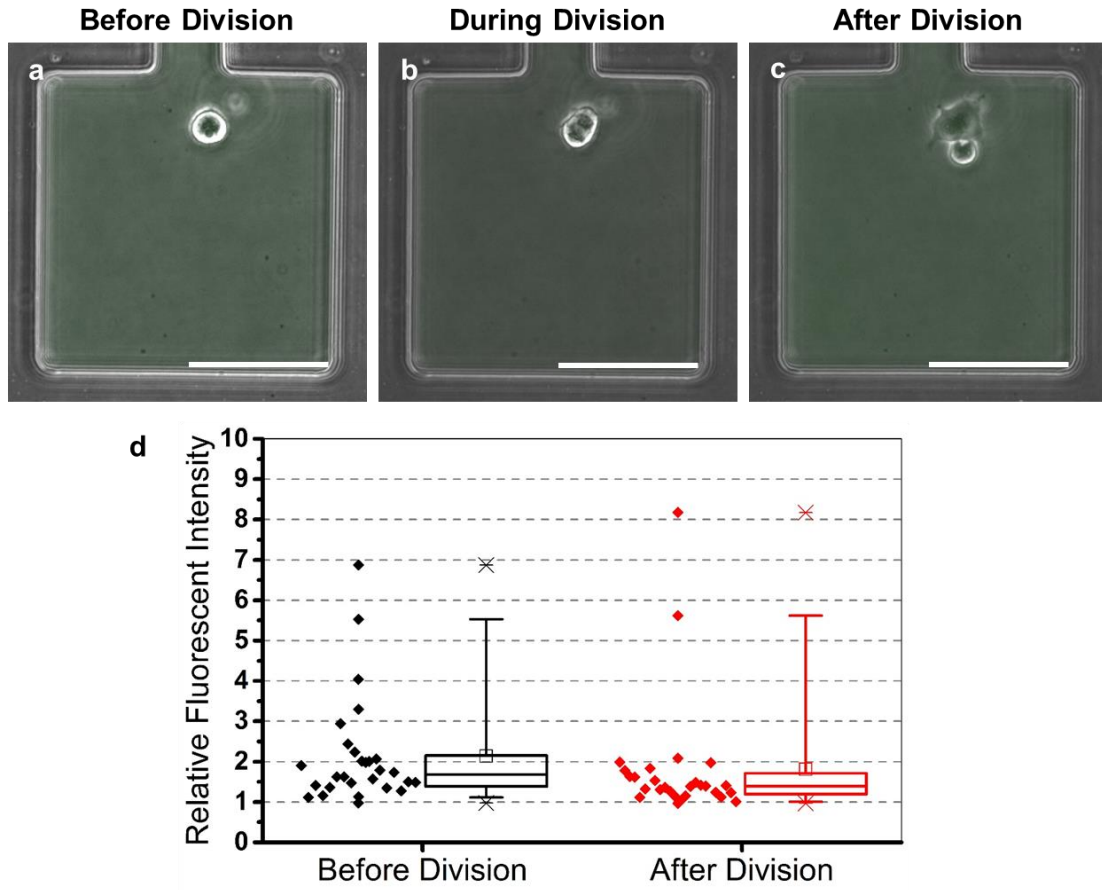 Before Division
During Division
After Division
a
b
c
d
Relative Fluorescent Intensity
10
9
8
7
6
5
4
3
2
1
0
Before Division
After Division